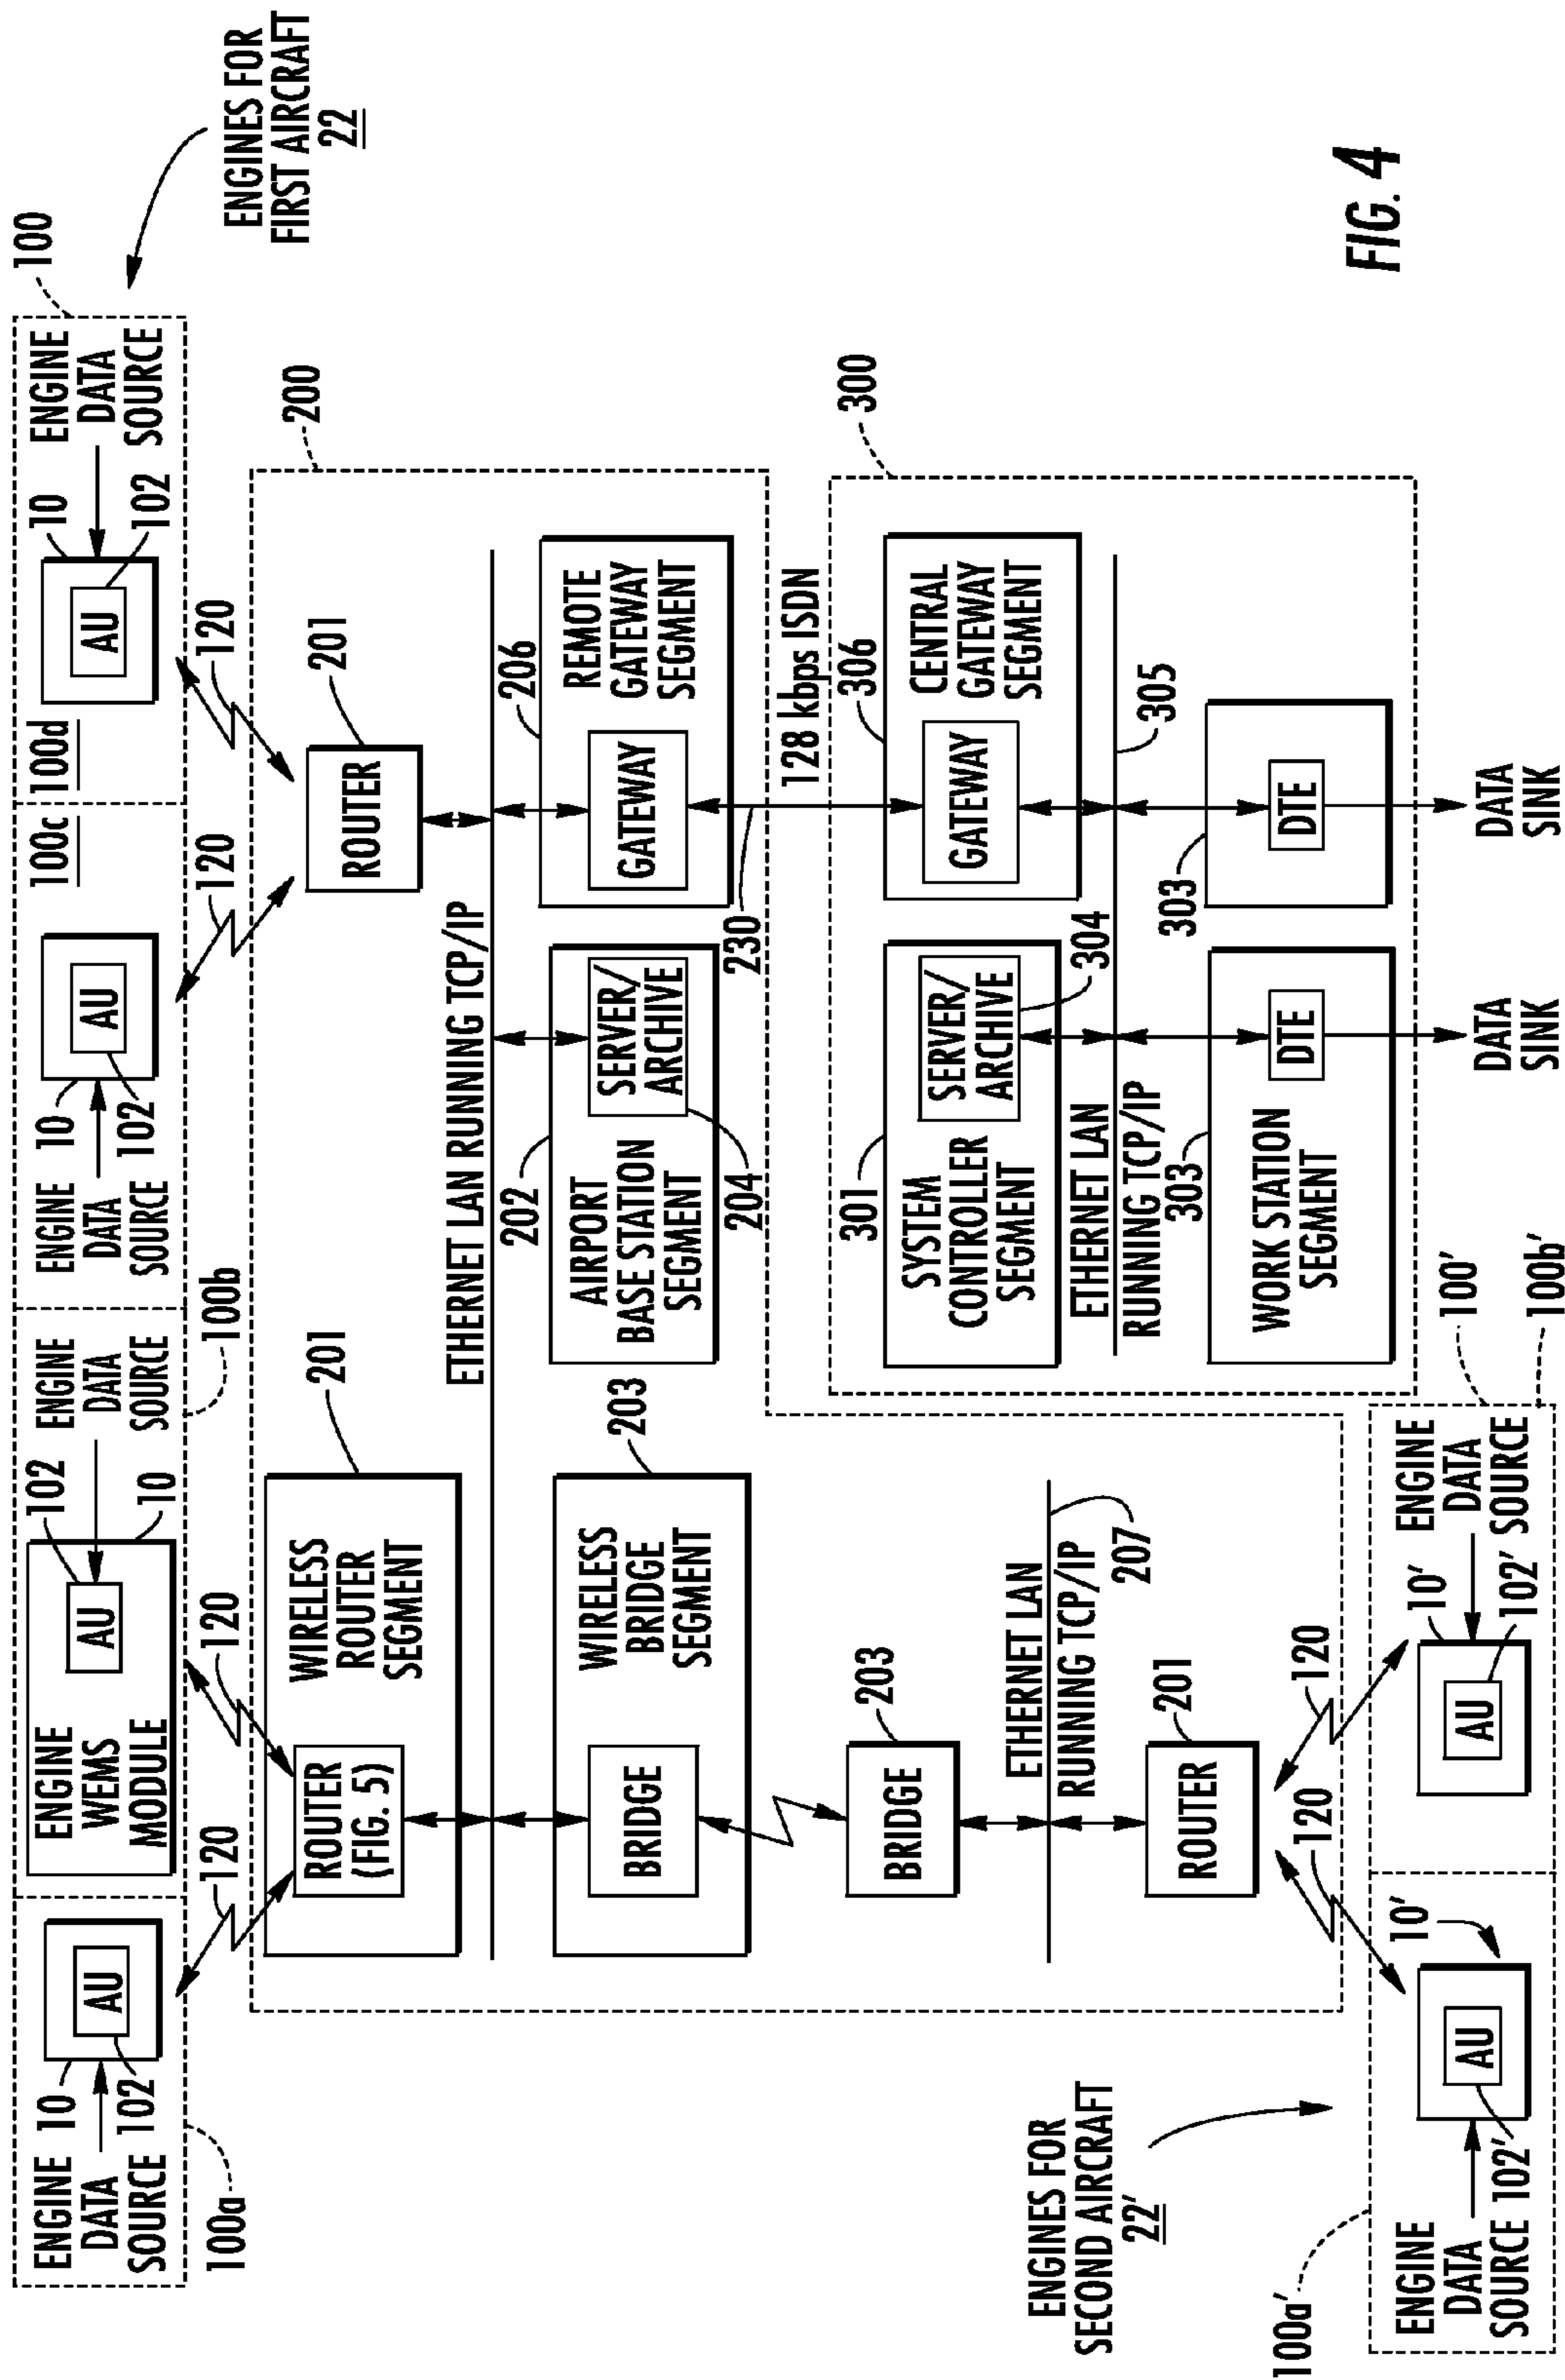 100
ENGINES FOR
FIRST AIRCRAFT
22
ENGINE
DATA
SOURCE
10
AU
102
100a
ENGINE
WEMS
MODULE
AU
102
10
ENGINE
DATA
SOURCE
100b
ENGINE
DATA
SOURCE
10
AU
102
100c
100d
10
AU
102
ENGINE
DATA
SOURCE
120
120
120
120
200
201
ROUTER
(FIG. 5)
WIRELESS
ROUTER
SEGMENT
201
ROUTER
ETHERNET LAN RUNNING TCP/IP
203
BRIDGE
WIRELESS
BRIDGE
SEGMENT
202
AIRPORT
BASE STATION
SEGMENT
SERVER/
ARCHIVE
204
206
GATEWAY
REMOTE
GATEWAY
SEGMENT
230
128 kbps ISDN
BRIDGE
203
ETHERNET LAN
RUNNING TCP/IP
207
ROUTER
201
120
120
300
301
SYSTEM
CONTROLLER
SEGMENT
SERVER/
ARCHIVE
304
306
GATEWAY
CENTRAL
GATEWAY
SEGMENT
ETHERNET LAN
RUNNING TCP/IP
305
303
WORK STATION
SEGMENT
DTE
303
DTE
DATA
SINK
DATA
SINK
ENGINES FOR
SECOND AIRCRAFT
22'
100a'
ENGINE
DATA
SOURCE
102'
AU
10'
10'
AU
102'
ENGINE
DATA
SOURCE
100'
100b'
FIG. 4